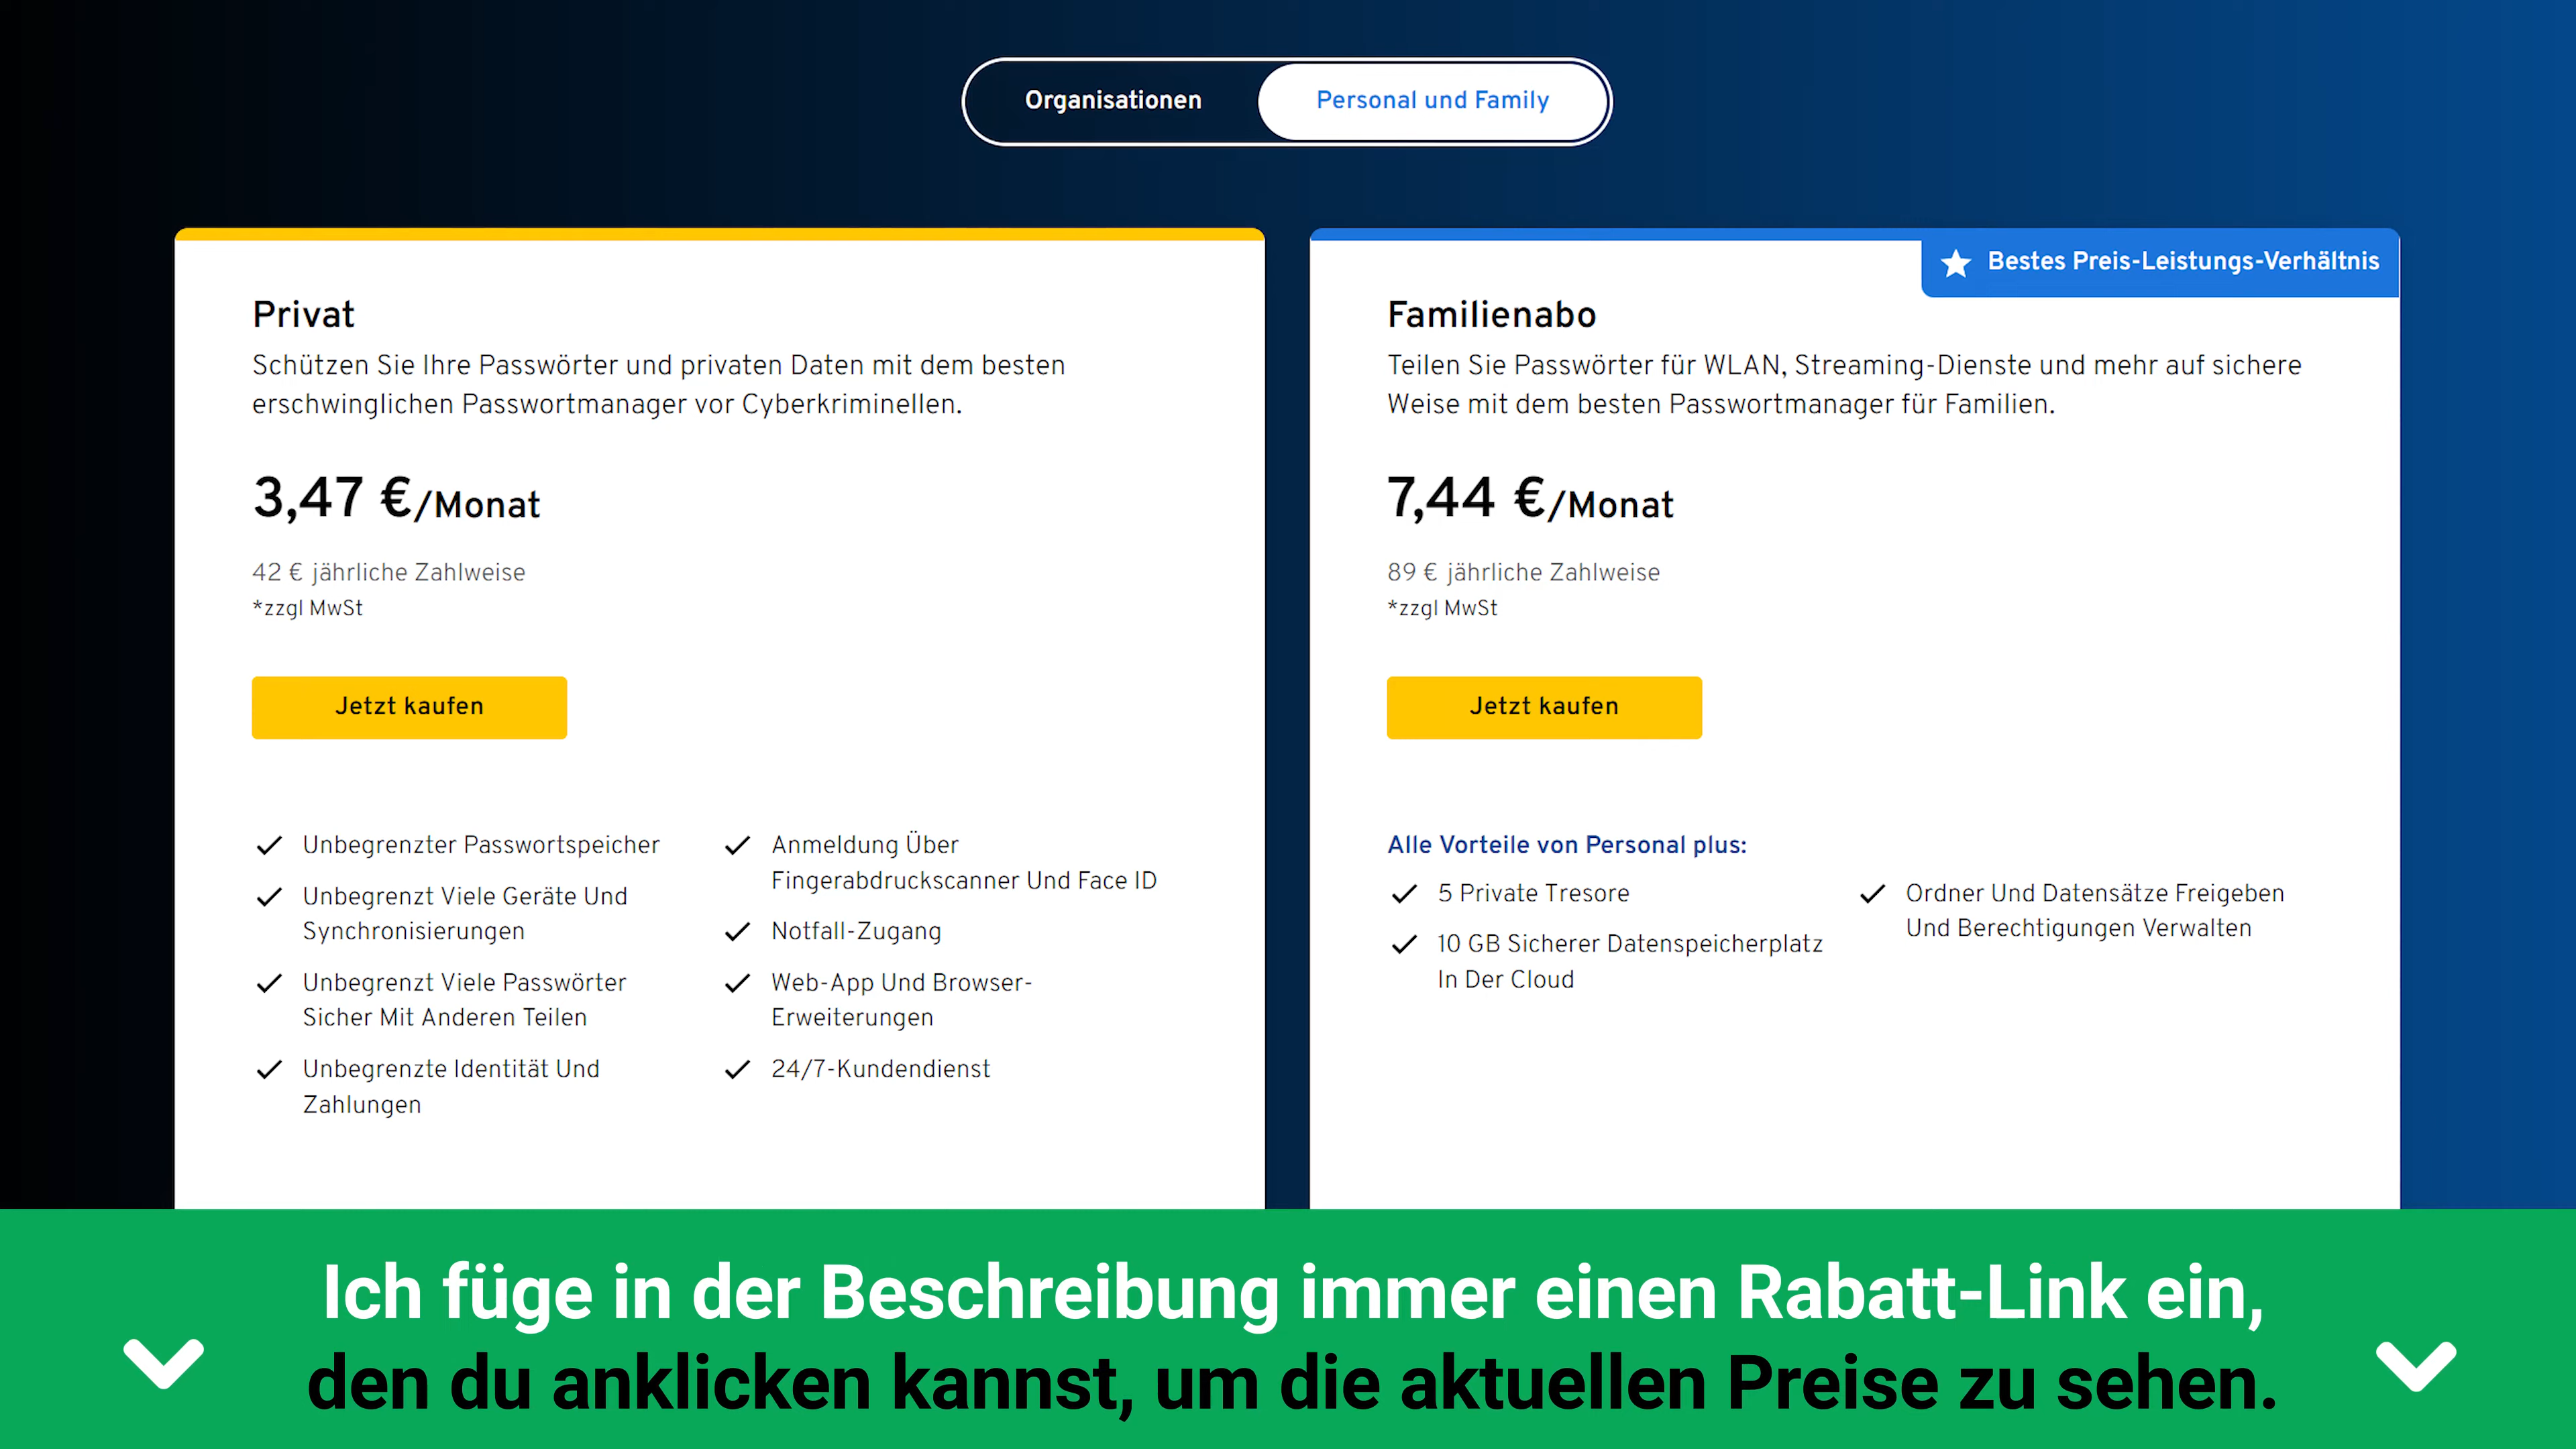 Organisationen
Personal und Family
Privat
Schützen Sie Ihre Passwörter und privaten Daten mit dem besten
erschwinglichen Passwortmanager vor Cyberkriminellen.
3,47 €/Monat
42 € jährliche Zahlweise
*zzgl MwSt
Jetzt kaufen
Unbegrenzter Passwortspeicher
Unbegrenzt Viele Geräte Und
Synchronisierungen
Unbegrenzt Viele Passwörter
Sicher Mit Anderen Teilen
Unbegrenzte Identität Und
Zahlungen
Anmeldung Über
Fingerabdruckscanner Und Face ID
Notfall-Zugang
Web-App Und Browser-
Erweiterungen
24/7-Kundendienst
Bestes Preis-Leistungs-Verhältnis
Familienabo
Teilen Sie Passwörter für WLAN, Streaming-Dienste und mehr auf sichere
Weise mit dem besten Passwortmanager für Familien.
7,44 €/Monat
89 € jährliche Zahlweise
*zzgl MwSt
Jetzt kaufen
Alle Vorteile von Personal plus:
5 Private Tresore
10 GB Sicherer Datenspeicherplatz
In Der Cloud
Ordner Und Datensätze Freigeben
Und Berechtigungen Verwalten
Ich füge in der Beschreibung immer einen Rabatt-Link ein,
den du anklicken kannst, um die aktuellen Preise zu sehen.